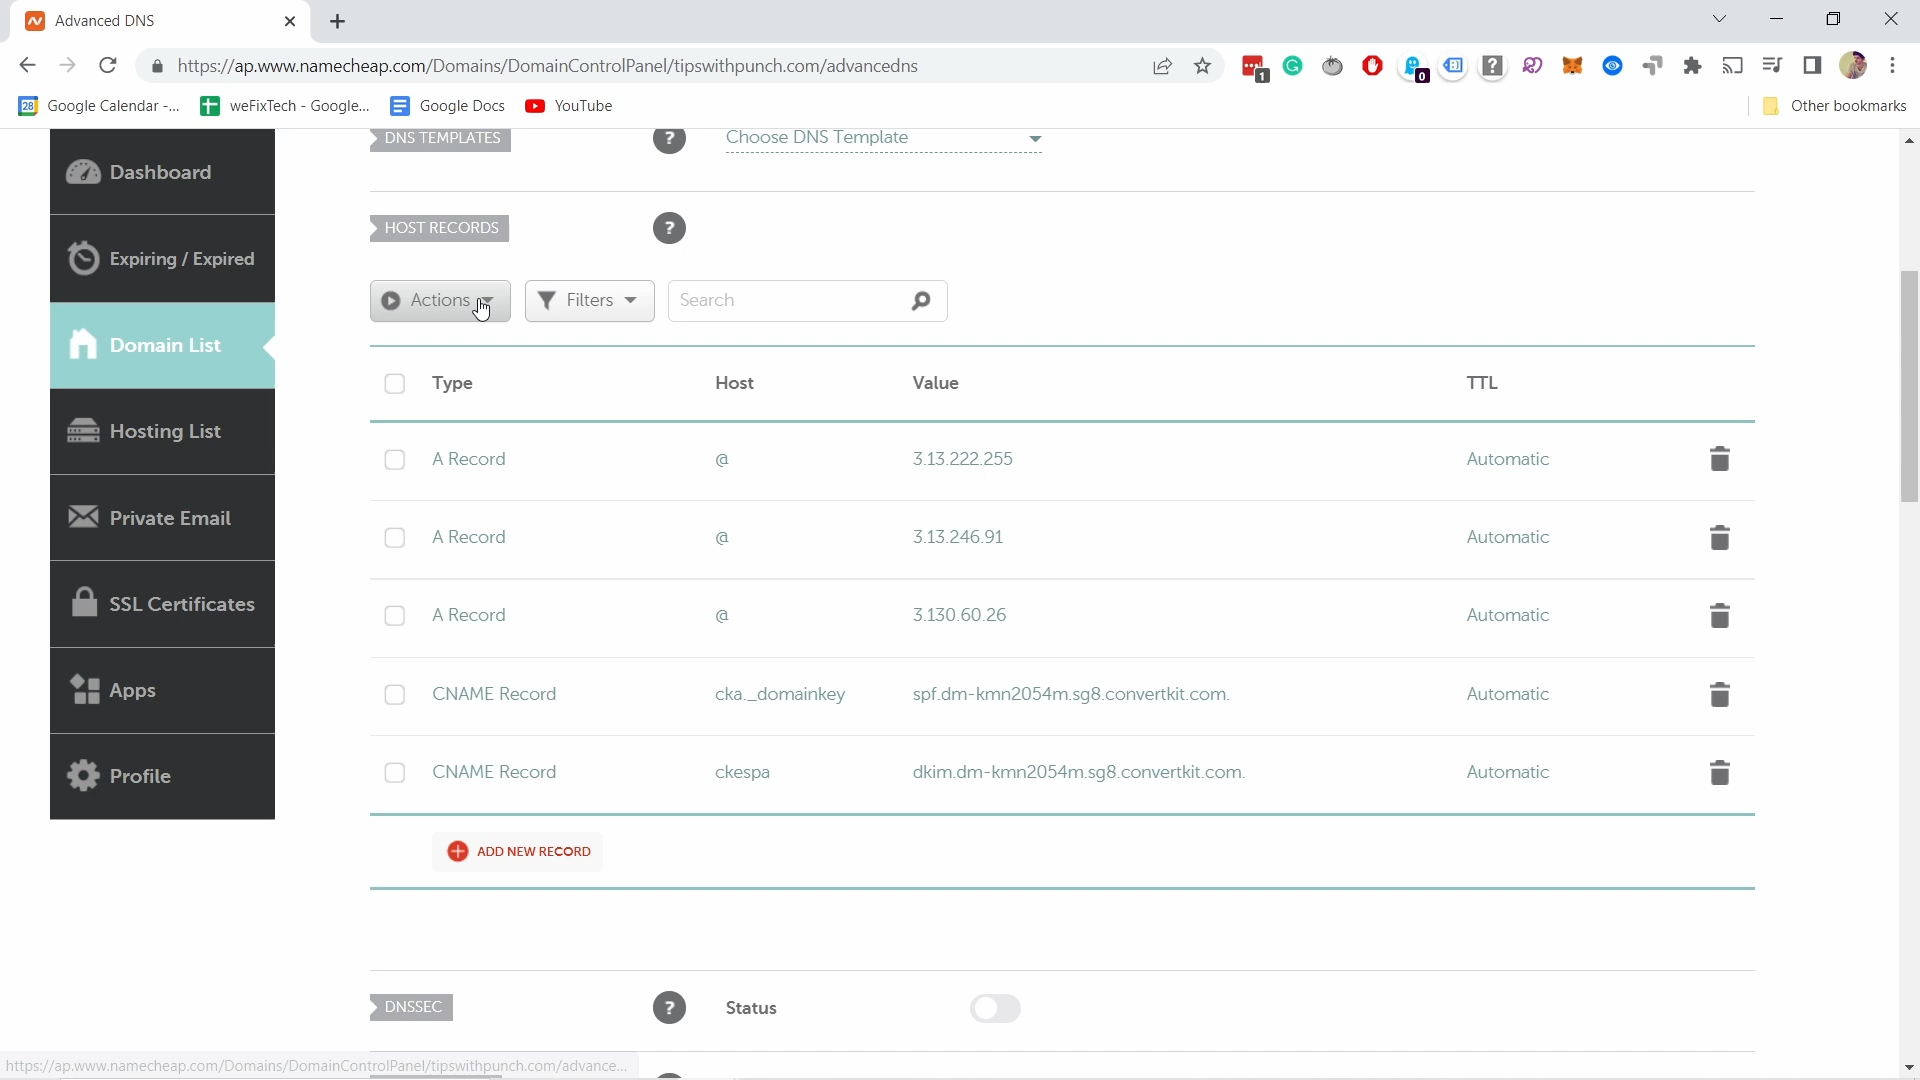 Advanced DNS
https://ap.www.namecheap.com/Domains/DomainControlPanel/tipswithpunch.com/advancedns
1
0
28 Google Calendar -...
weFixTech - Google...
Google Docs
YouTube
Other bookmarks
DNS TEMPLATES
?
Choose DNS Template
Dashboard
HOST RECORDS
?
Expiring / Expired
Actions
Filters
Search
Domain List
Type
Host
Value
TTL
Hosting List
A Record
@
3.13.222.255
Automatic
Private Email
A Record
@
3.13.246.91
Automatic
SSL Certificates
A Record
@
3.130.60.26
Automatic
Apps
CNAME Record
cka._domainkey
spf.dm-kmn2054m.sg8.convertkit.com.
Automatic
Profile
CNAME Record
ckespa
dkim.dm-kmn2054m.sg8.convertkit.com.
Automatic
ADD NEW RECORD
DNSSEC
?
Status
https://ap.www.namecheap.com/Domains/DomainControlPanel/tipswithpunch.com/advance...